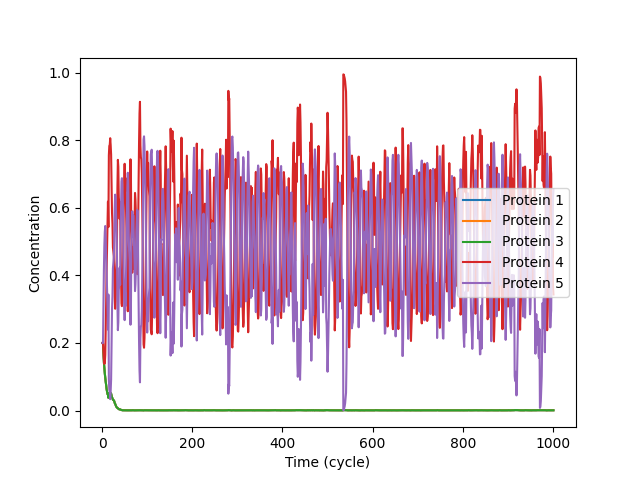 1.0
0.8
0.6
0.4
0.2
0.0
Concentration
Protein 1
Protein 2
Protein 3
Protein 4
Protein 5
0
200
400
600
800
1000
Time (cycle)